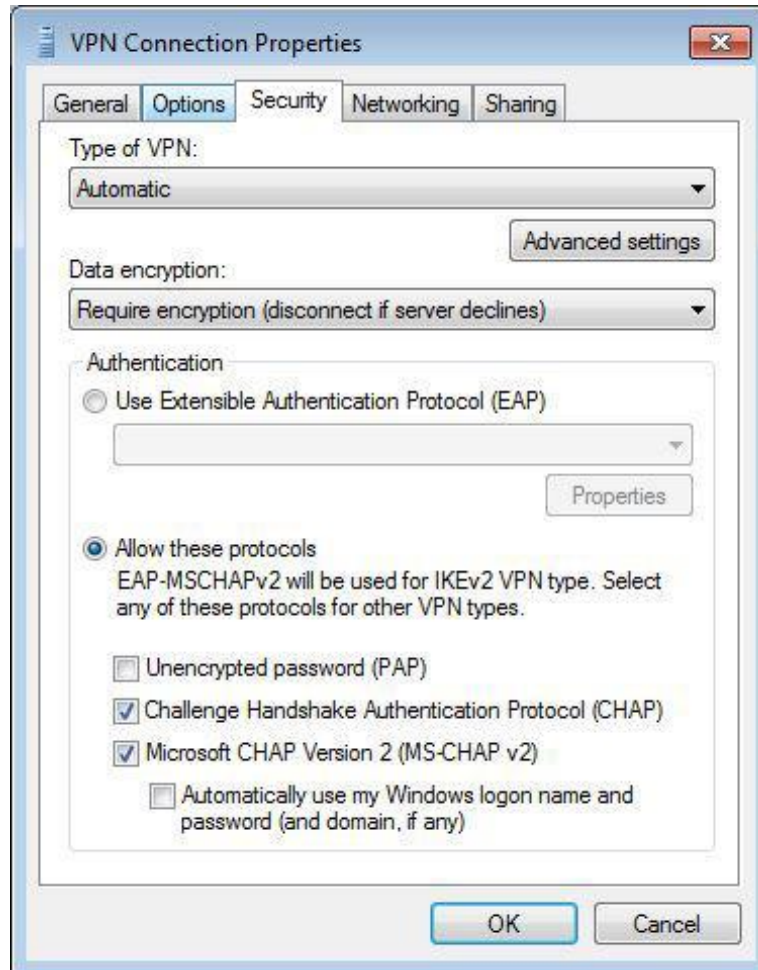 VPN Connection Properties
General Options Security Networking Sharing
Type of VPN:
Automatic
Advanced settings
Data encryption:
Require encryption (disconnect if server declines)
Authentication
Use Extensible Authentication Protocol (EAP)
Properties
Allow these protocols
EAP-MSCHAPv2 will be used for IKEv2 VPN type. Select
any of these protocols for other VPN types.
Unencrypted password (PAP)
Challenge Handshake Authentication Protocol (CHAP)
Microsoft CHAP Version 2 (MS-CHAP v2)
Automatically use my Windows logon name and
password (and domain, if any)
OK Cancel